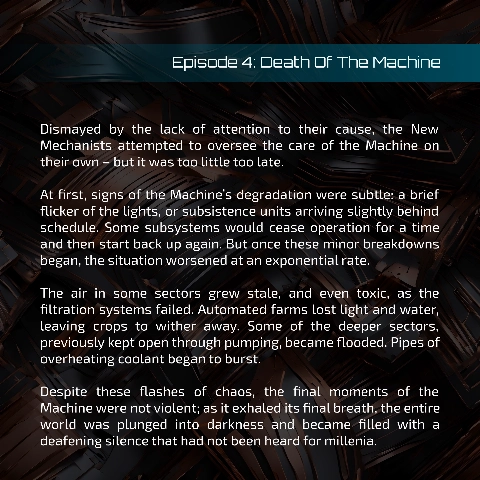 Episode 4: Death Of The Machine
Dismayed by the lack of attention to their cause, the New
Mechanists attempted to oversee the care of the Machine on
their own – but it was too little too late.
At first, signs of the Machine's degradation were subtle: a brief
flicker of the lights, or subsistence units arriving slightly behind
schedule. Some subsystems would cease operation for a time
and then start back up again. But once these minor breakdowns
began, the situation worsened at an exponential rate.
The air in some sectors grew stale, and even toxic, as the
filtration systems failed. Automated farms lost light and water,
leaving crops to wither away. Some of the deeper sectors,
previously kept open through pumping, became flooded. Pipes of
overheating coolant began to burst.
Despite these flashes of chaos, the final moments of the
Machine were not violent; as it exhaled its final breath, the entire
world was plunged into darkness and became filled with a
deafening silence that had not been heard for millenia.